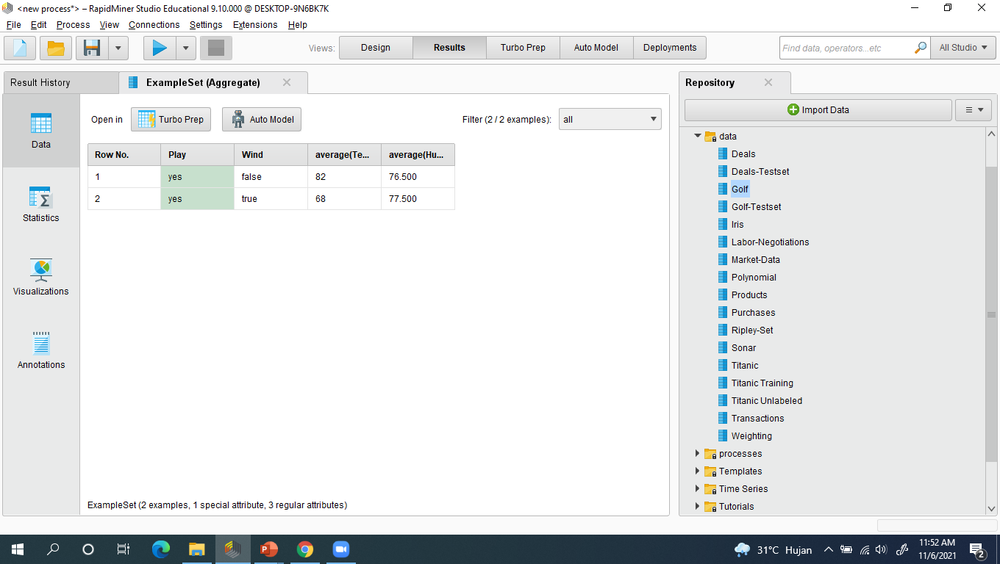 <new process*> – RapidMiner Studio Educational 9.10.000 @ DESKTOP-9N6BK7K
File Edit Process View Connections Settings Extensions Help
Views: Design Results Turbo Prep Auto Model Deployments Find data, operators...etc All Studio
Result History ExampleSet (Aggregate)
Data
Statistics
Visualizations
Annotations
Open in Turbo Prep Auto Model Filter (2 / 2 examples): all
Row No. Play Wind average(Te... average(Hu...
1 yes false 82 76.500
2 yes true 68 77.500
ExampleSet (2 examples, 1 special attribute, 3 regular attributes)
Repository
Import Data
data
Deals
Deals-Testset
Golf
Golf-Testset
Iris
Labor-Negotiations
Market-Data
Polynomial
Products
Purchases
Ripley-Set
Sonar
Titanic
Titanic Training
Titanic Unlabeled
Transactions
Weighting
processes
Templates
Time Series
Tutorials
31°C Hujan
11:52 AM
11/6/2021
2